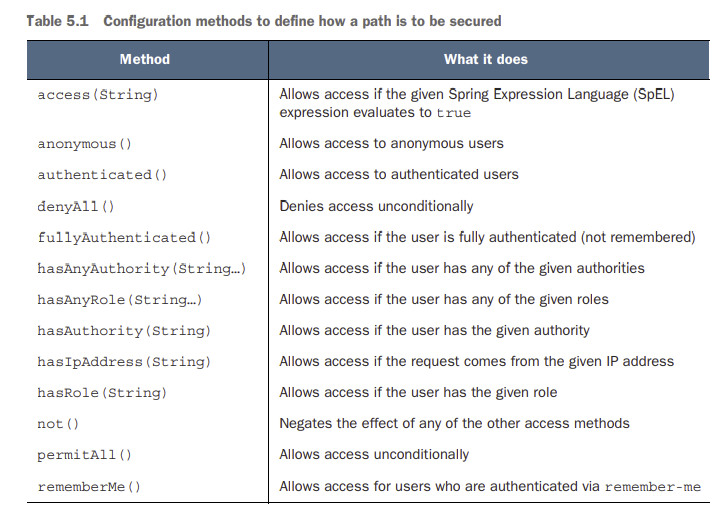 Table 5.1 Configuration methods to define how a path is to be secured
Method What it does
access(String) Allows access if the given Spring Expression Language (SpEL)
expression evaluates to true
anonymous() Allows access to anonymous users
authenticated() Allows access to authenticated users
denyAll() Denies access unconditionally
fullyAuthenticated() Allows access if the user is fully authenticated (not remembered)
hasAnyAuthority(String…) Allows access if the user has any of the given authorities
hasAnyRole(String…) Allows access if the user has any of the given roles
hasAuthority(String) Allows access if the user has the given authority
hasIpAddress(String) Allows access if the request comes from the given IP address
hasRole(String) Allows access if the user has the given role
not() Negates the effect of any of the other access methods
permitAll() Allows access unconditionally
rememberMe() Allows access for users who are authenticated via remember-me